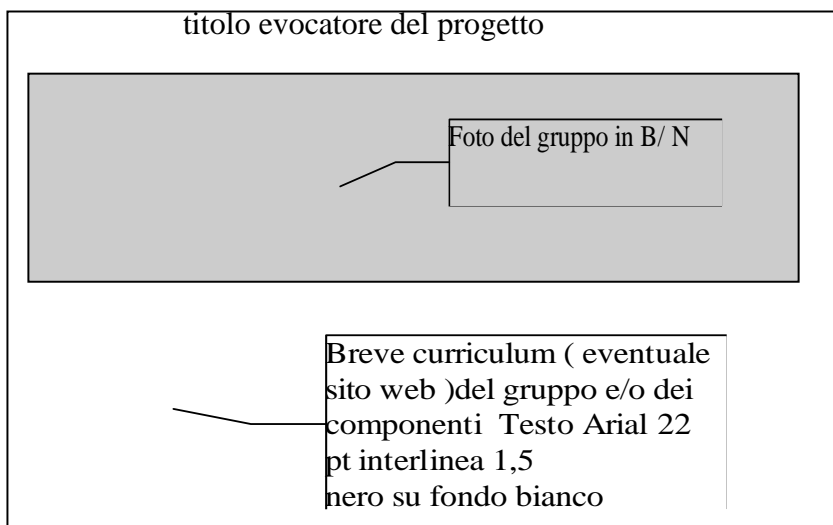 titolo evocatore del progetto
Foto del gruppo in B/ N
Breve curriculum ( eventuale
sito web )del gruppo e/o dei
componenti  Testo Arial 22
pt interlinea 1,5
nero su fondo bianco